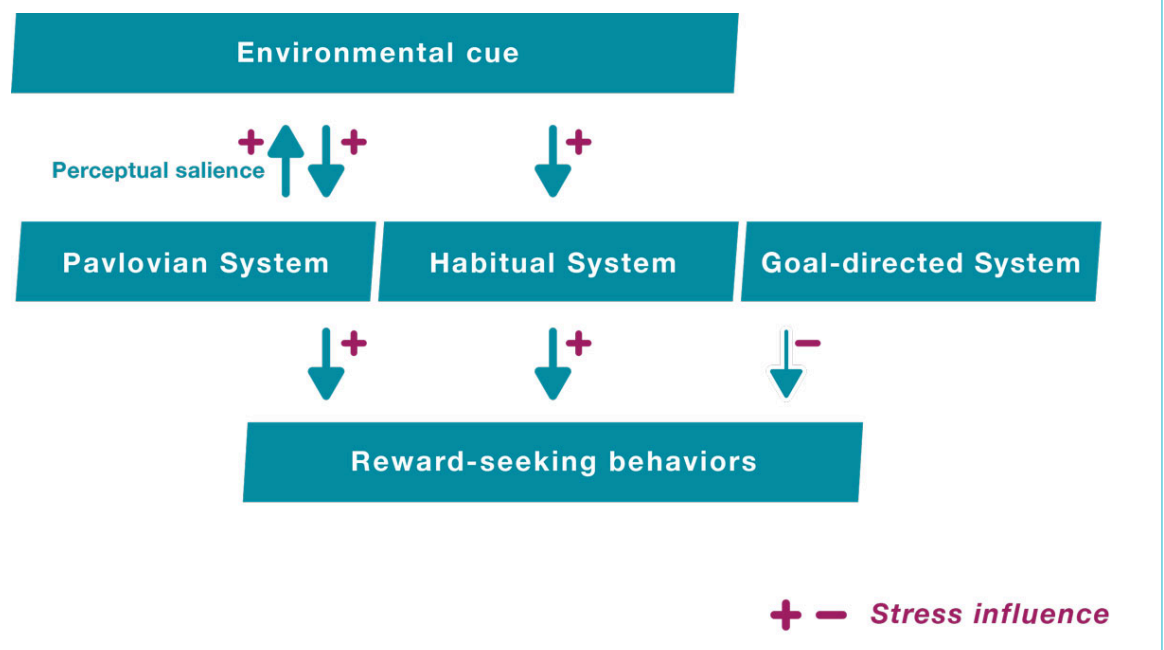 Environmental cue
+ + +
Perceptual salience
Pavlovian System
Habitual System
Goal-directed System
+ + −
Reward-seeking behaviors
+ − Stress influence